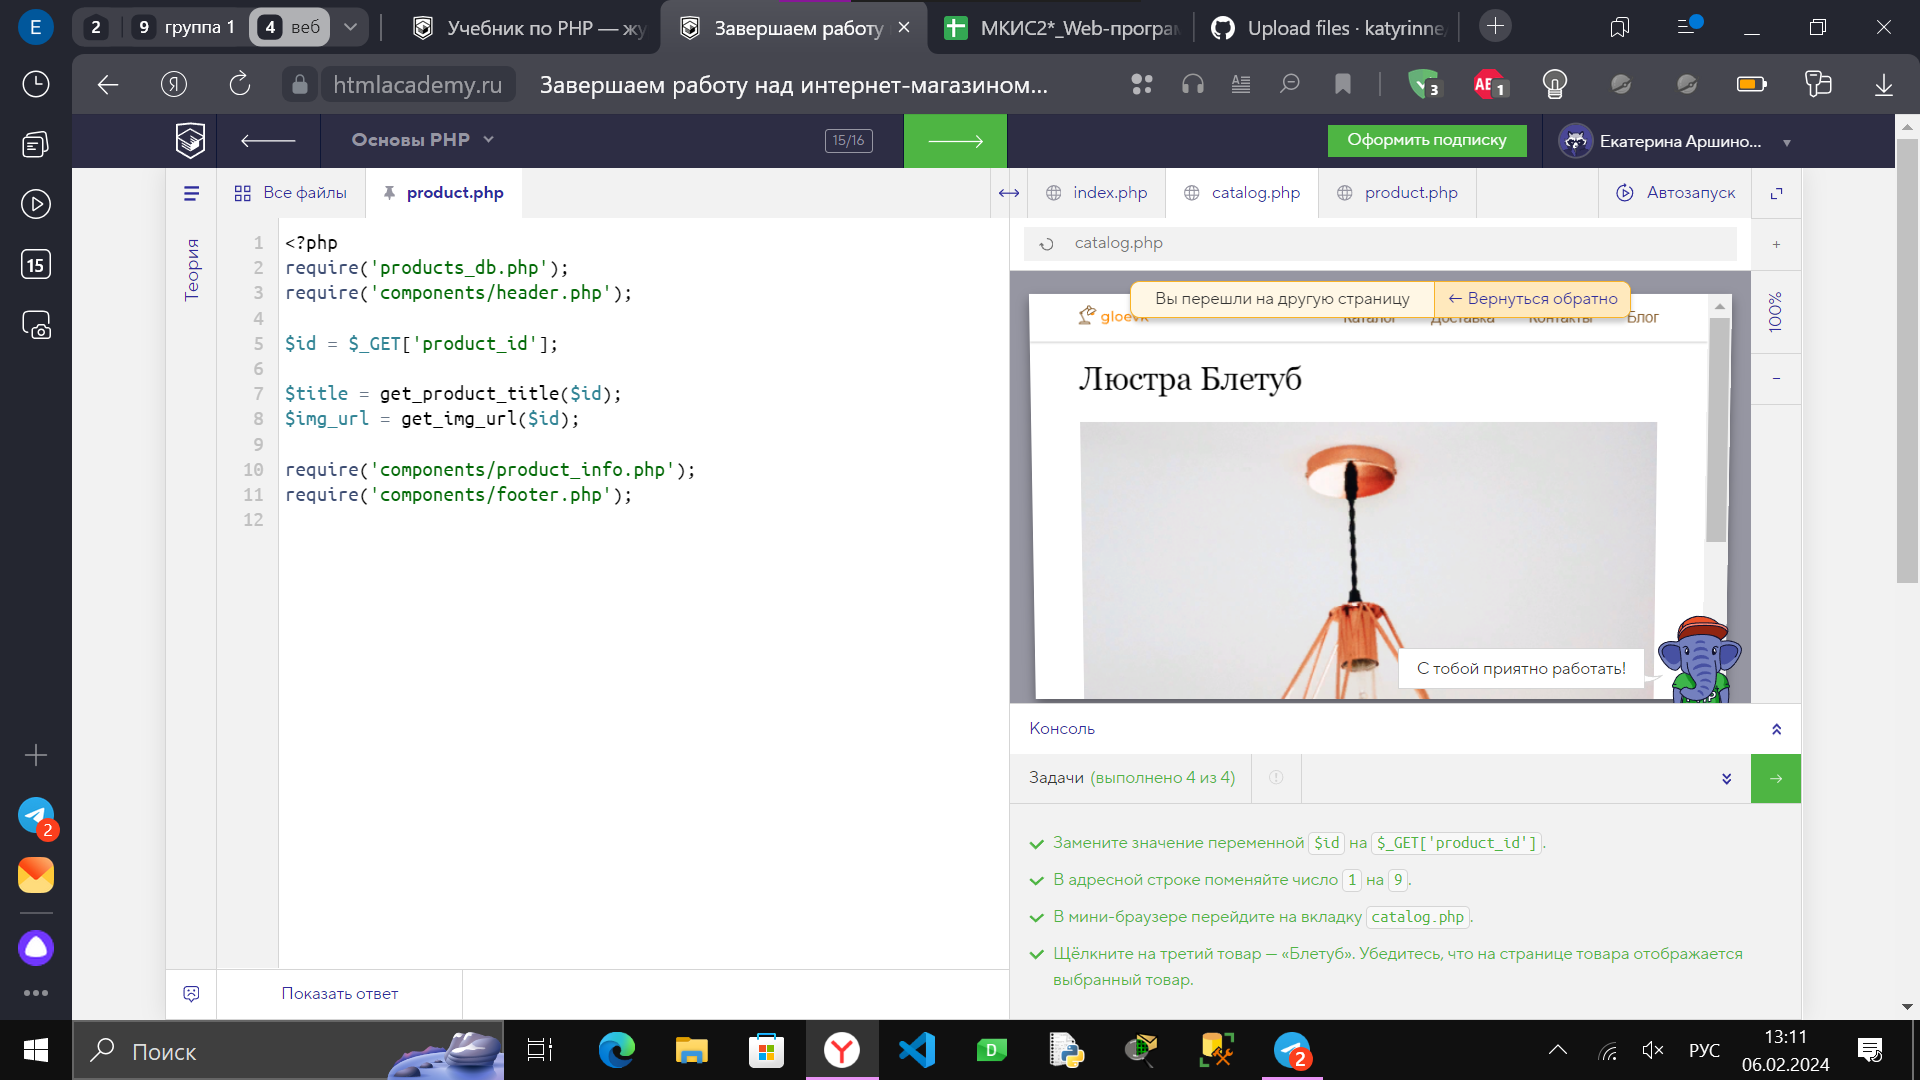 E
2
9 группа 1
4 веб
Учебник по PHP — жу
Завершаем работу
МКИС2*_Web-програм
Upload files · katyrinne/
Я
htmlacademy.ru
Завершаем работу над интернет-магазином...
3
1
Основы PHP
15/16
Оформить подписку
Екатерина Аршино...
15
Все файлы
product.php
index.php
catalog.php
product.php
Автозапуск
Теория
catalog.php
100%
1 <?php
2 require('products_db.php');
3 require('components/header.php');
4
5 $id = $_GET['product_id'];
6
7 $title = get_product_title($id);
8 $img_url = get_img_url($id);
9
10 require('components/product_info.php');
11 require('components/footer.php');
12
Вы перешли на другую страницу
← Вернуться обратно
gloevk
Каталог
Доставка
Контакты
Блог
Люстра Блетуб
С тобой приятно работать!
Консоль
Задачи (выполнено 4 из 4)
Замените значение переменной $id на $_GET['product_id'].
В адресной строке поменяйте число 1 на 9.
В мини-браузере перейдите на вкладку catalog.php.
Щёлкните на третий товар — «Блетуб». Убедитесь, что на странице товара отображается
выбранный товар.
Показать ответ
2
Поиск
2
РУС
13:11
06.02.2024